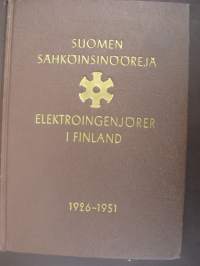 SUOMEN
SÄHKÖINSINÖÖREJÄ
ELEKTROINGENJÖRER
I FINLAND
1926-1951